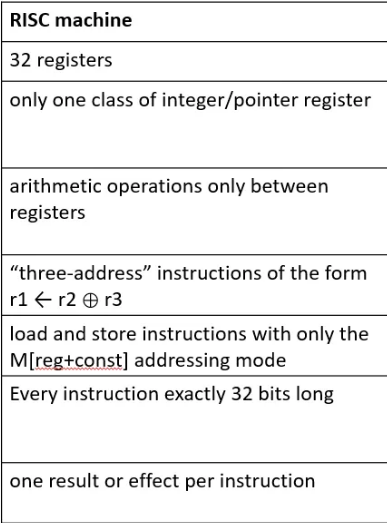 RISC machine
32 registers
only one class of integer/pointer register
arithmetic operations only between
registers
“three-address” instructions of the form
r1 ← r2 ⊕ r3
load and store instructions with only the
M[reg+const] addressing mode
Every instruction exactly 32 bits long
one result or effect per instruction